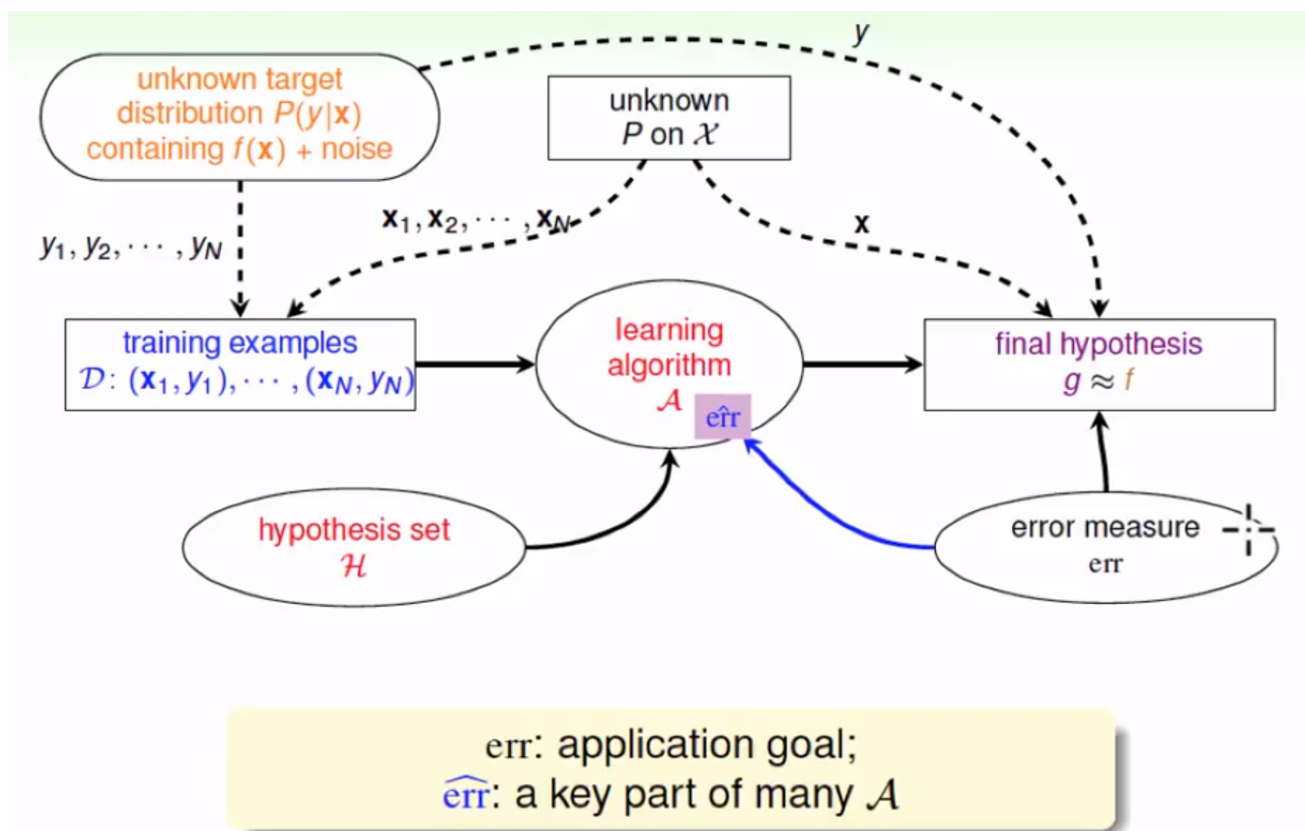 y
unknown target
distribution P(y|x)
containing f(x) + noise
unknown
P on 𝒳
y₁, y₂, ⋯ , y_N
x₁, x₂, ⋯ , x_N
x
training examples
𝒟: (x₁, y₁), ⋯ , (x_N, y_N)
learning
algorithm
𝒜
err̂
final hypothesis
g ≈ f
hypothesis set
ℋ
error measure
err
err: application goal;
err̂: a key part of many 𝒜